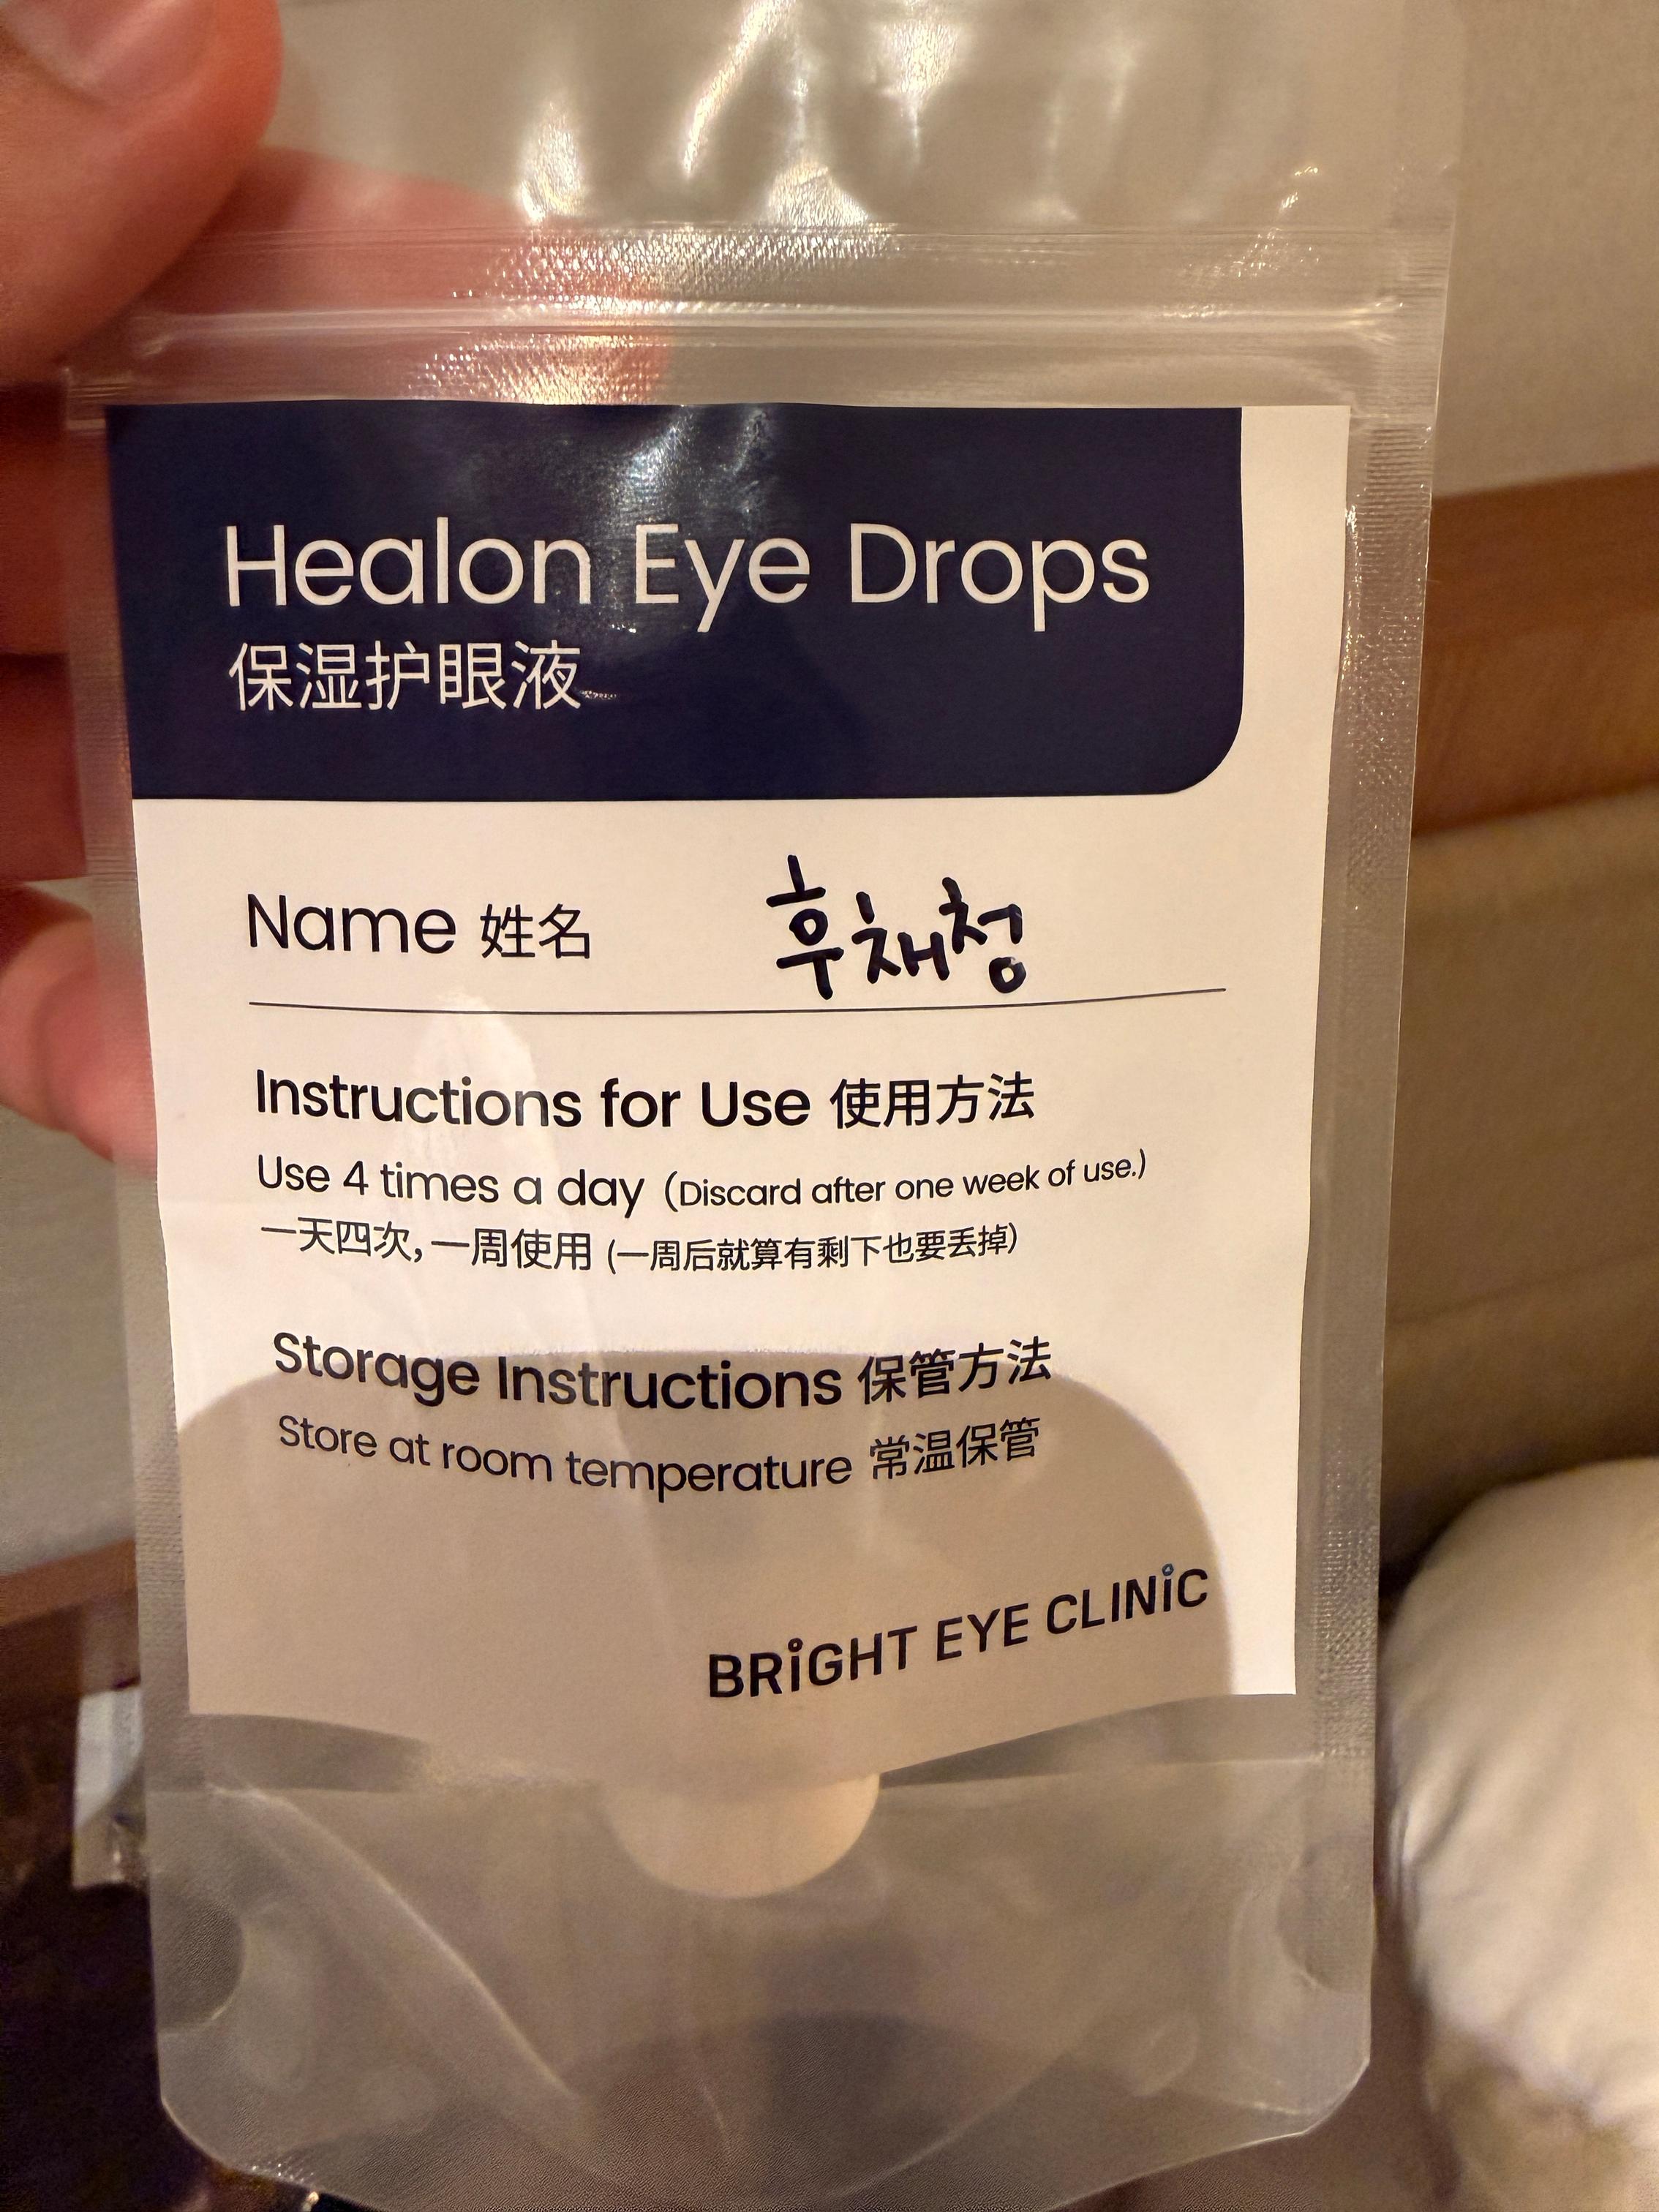 Healon Eye Drops
保湿护眼液
Name 姓名 후채청
Instructions for Use 使用方法
Use 4 times a day (Discard after one week of use.)
一天四次, 一周使用 (一周后就算有剩下也要丢掉)
Storage Instructions 保管方法
Store at room temperature 常温保管
BRiGHT EYE CLINiC